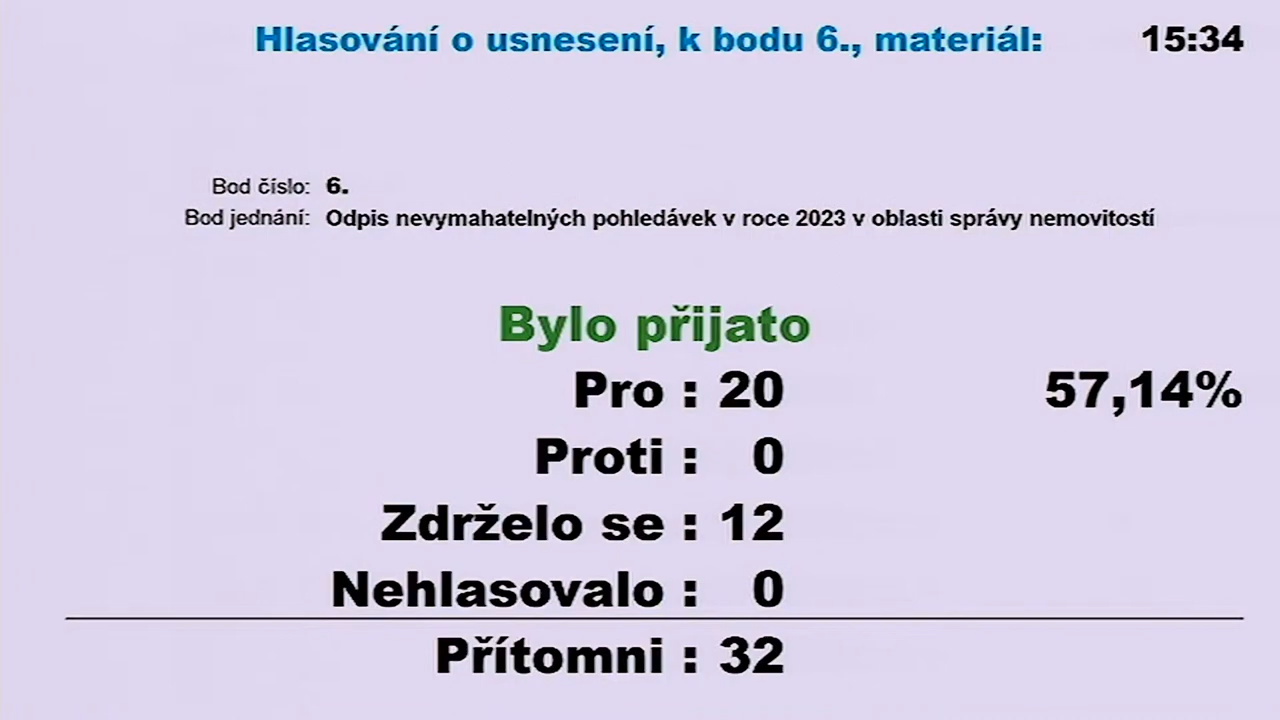 Hlasování o usnesení, k bodu 6., materiál: 15:34
Bod číslo: 6.
Bod jednání: Odpis nevymahatelných pohledávek v roce 2023 v oblasti správy nemovitostí
Bylo přijato
Pro : 20 57,14%
Proti : 0
Zdrželo se : 12
Nehlasovalo : 0
Přítomni : 32